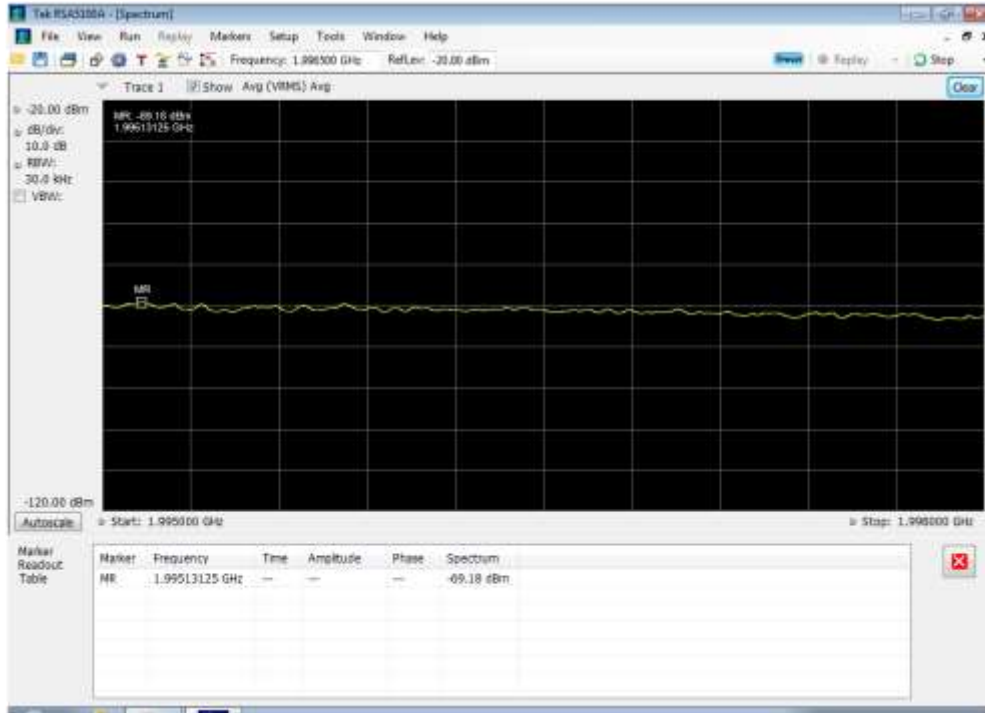 Tek RSA5100A - [Spectrum]
File View Run Replay Markers Setup Tools Window Help
Frequency: 1.996500 GHz RefLev: -20.00 dBm Preset Replay Stop
Trace 1 Show Avg (VRMS) Avg Clear
-20.00 dBm
dB/div:
10.0 dB
RBW:
30.0 kHz
VBW:
MR: -69.18 dBm
1.99513125 GHz
MR
-120.00 dBm
Autoscale Start: 1.995000 GHz Stop: 1.998000 GHz
Marker
Readout
Table
Marker Frequency Time Amplitude Phase Spectrum
MR 1.99513125 GHz --- --- --- -69.18 dBm